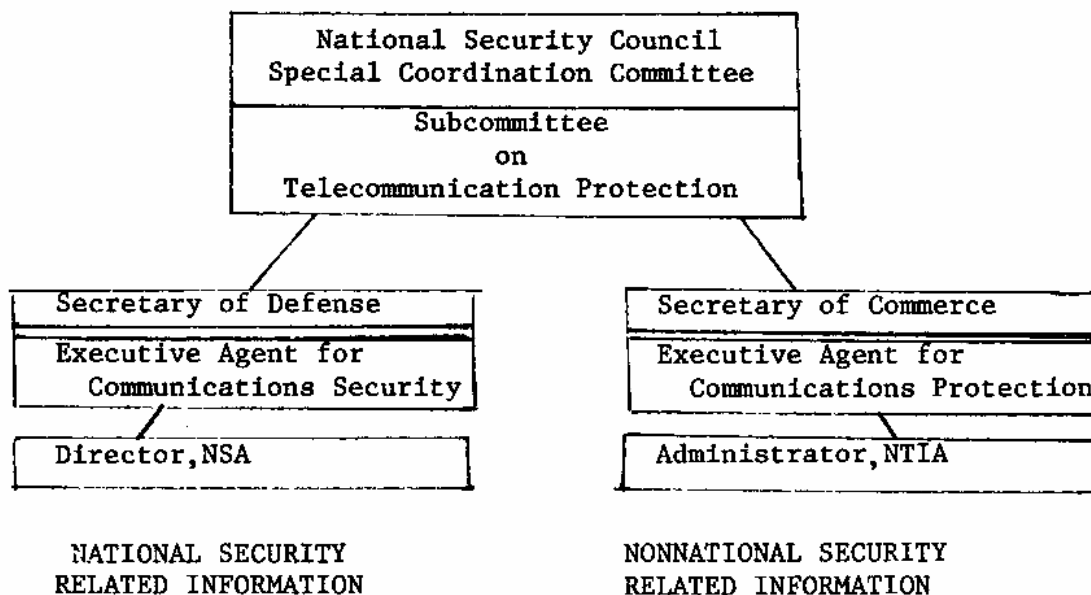 National Security Council
Special Coordination Committee
Subcommittee
on
Telecommunication Protection
Secretary of Defense
Executive Agent for
Communications Security
Director,NSA
NATIONAL SECURITY
RELATED INFORMATION
Secretary of Commerce
Executive Agent for
Communications Protection
Administrator,NTIA
NONNATIONAL SECURITY
RELATED INFORMATION